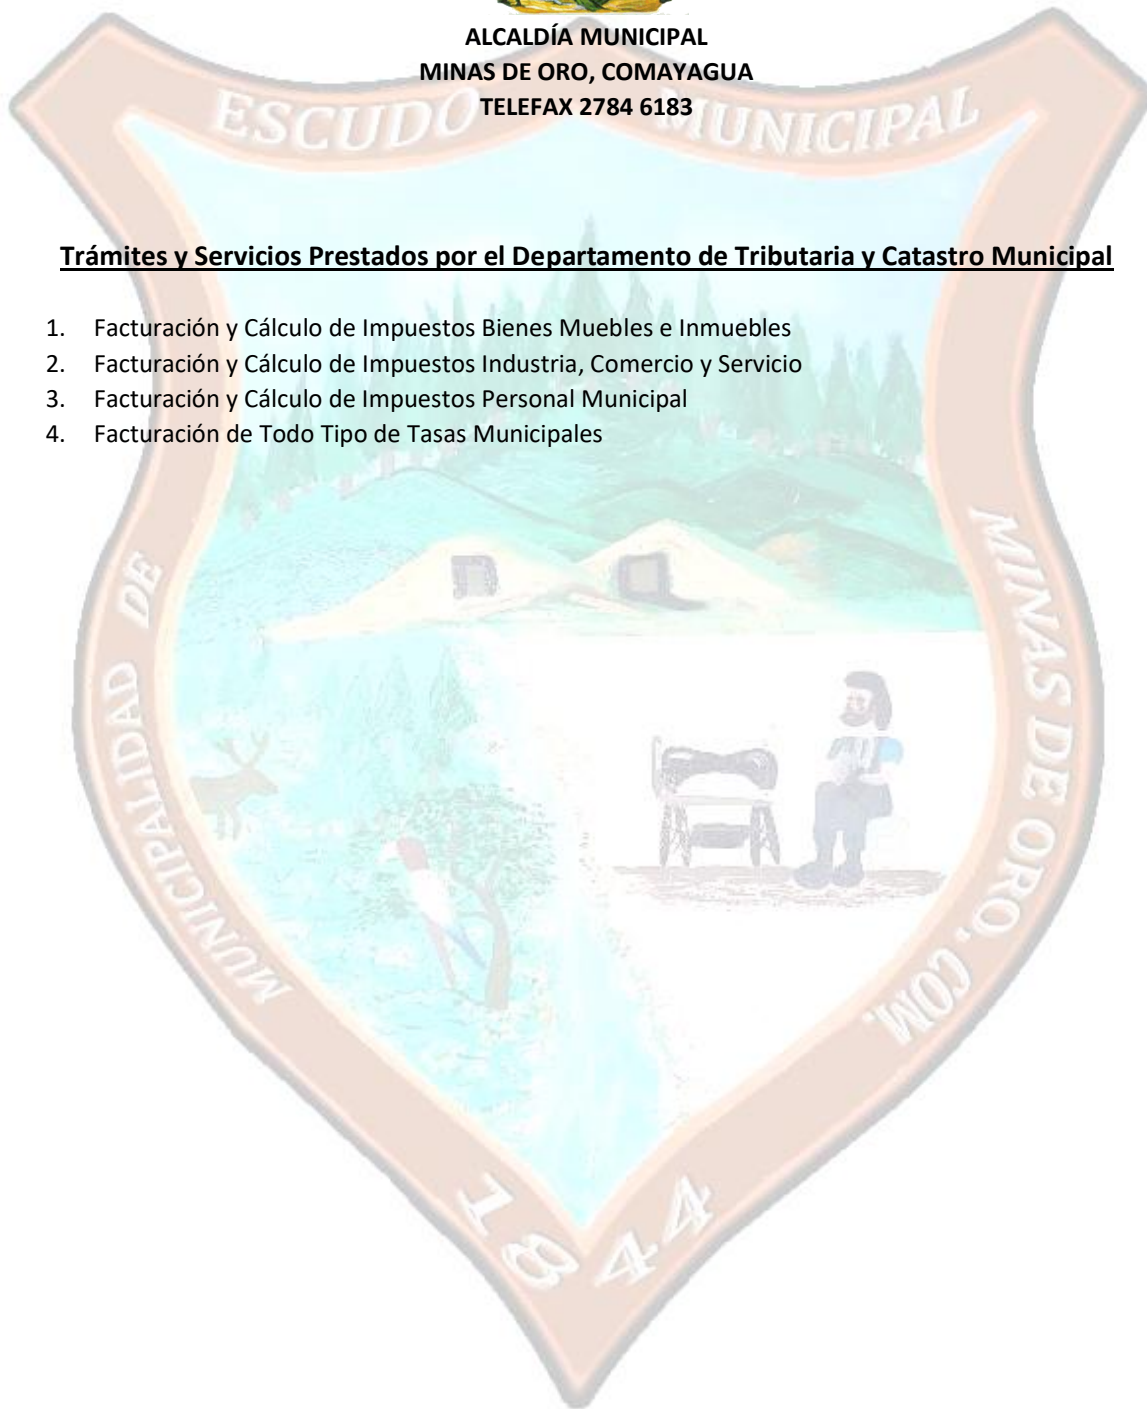 ALCALDÍA MUNICIPAL
MINAS DE ORO, COMAYAGUA
TELEFAX 2784 6183
ESCUDO MUNICIPAL
Trámites y Servicios Prestados por el Departamento de Tributaria y Catastro Municipal
1. Facturación y Cálculo de Impuestos Bienes Muebles e Inmuebles
2. Facturación y Cálculo de Impuestos Industria, Comercio y Servicio
3. Facturación y Cálculo de Impuestos Personal Municipal
4. Facturación de Todo Tipo de Tasas Municipales
MUNICIPALIDAD DE
MINAS DE ORO, COM.
1844